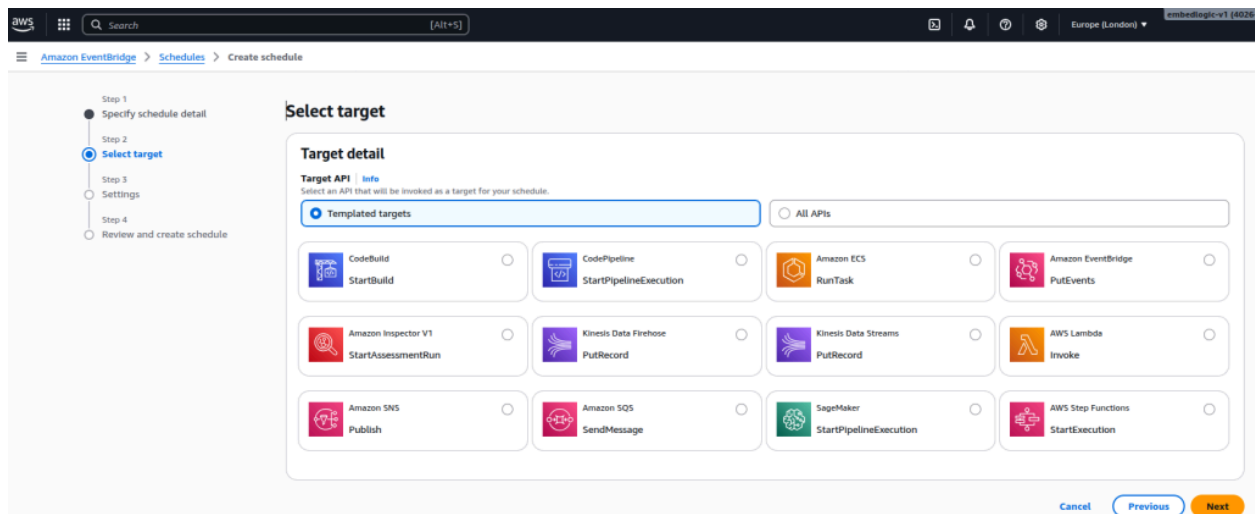 aws
Search [Alt+S]
Europe (London)
embedlogic-v1 (4026
Amazon EventBridge > Schedules > Create schedule
Step 1
Specify schedule detail
Step 2
Select target
Step 3
Settings
Step 4
Review and create schedule
Select target
Target detail
Target API | Info
Select an API that will be invoked as a target for your schedule.
Templated targets
All APIs
CodeBuild
StartBuild
CodePipeline
StartPipelineExecution
Amazon ECS
RunTask
Amazon EventBridge
PutEvents
Amazon Inspector V1
StartAssessmentRun
Kinesis Data Firehose
PutRecord
Kinesis Data Streams
PutRecord
AWS Lambda
Invoke
Amazon SNS
Publish
Amazon SQS
SendMessage
SageMaker
StartPipelineExecution
AWS Step Functions
StartExecution
Cancel
Previous
Next